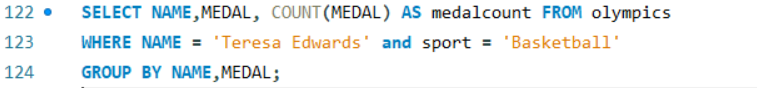 122 SELECT NAME,MEDAL, COUNT(MEDAL) AS medalcount FROM olympics
123 WHERE NAME = 'Teresa Edwards' and sport = 'Basketball'
124 GROUP BY NAME,MEDAL;